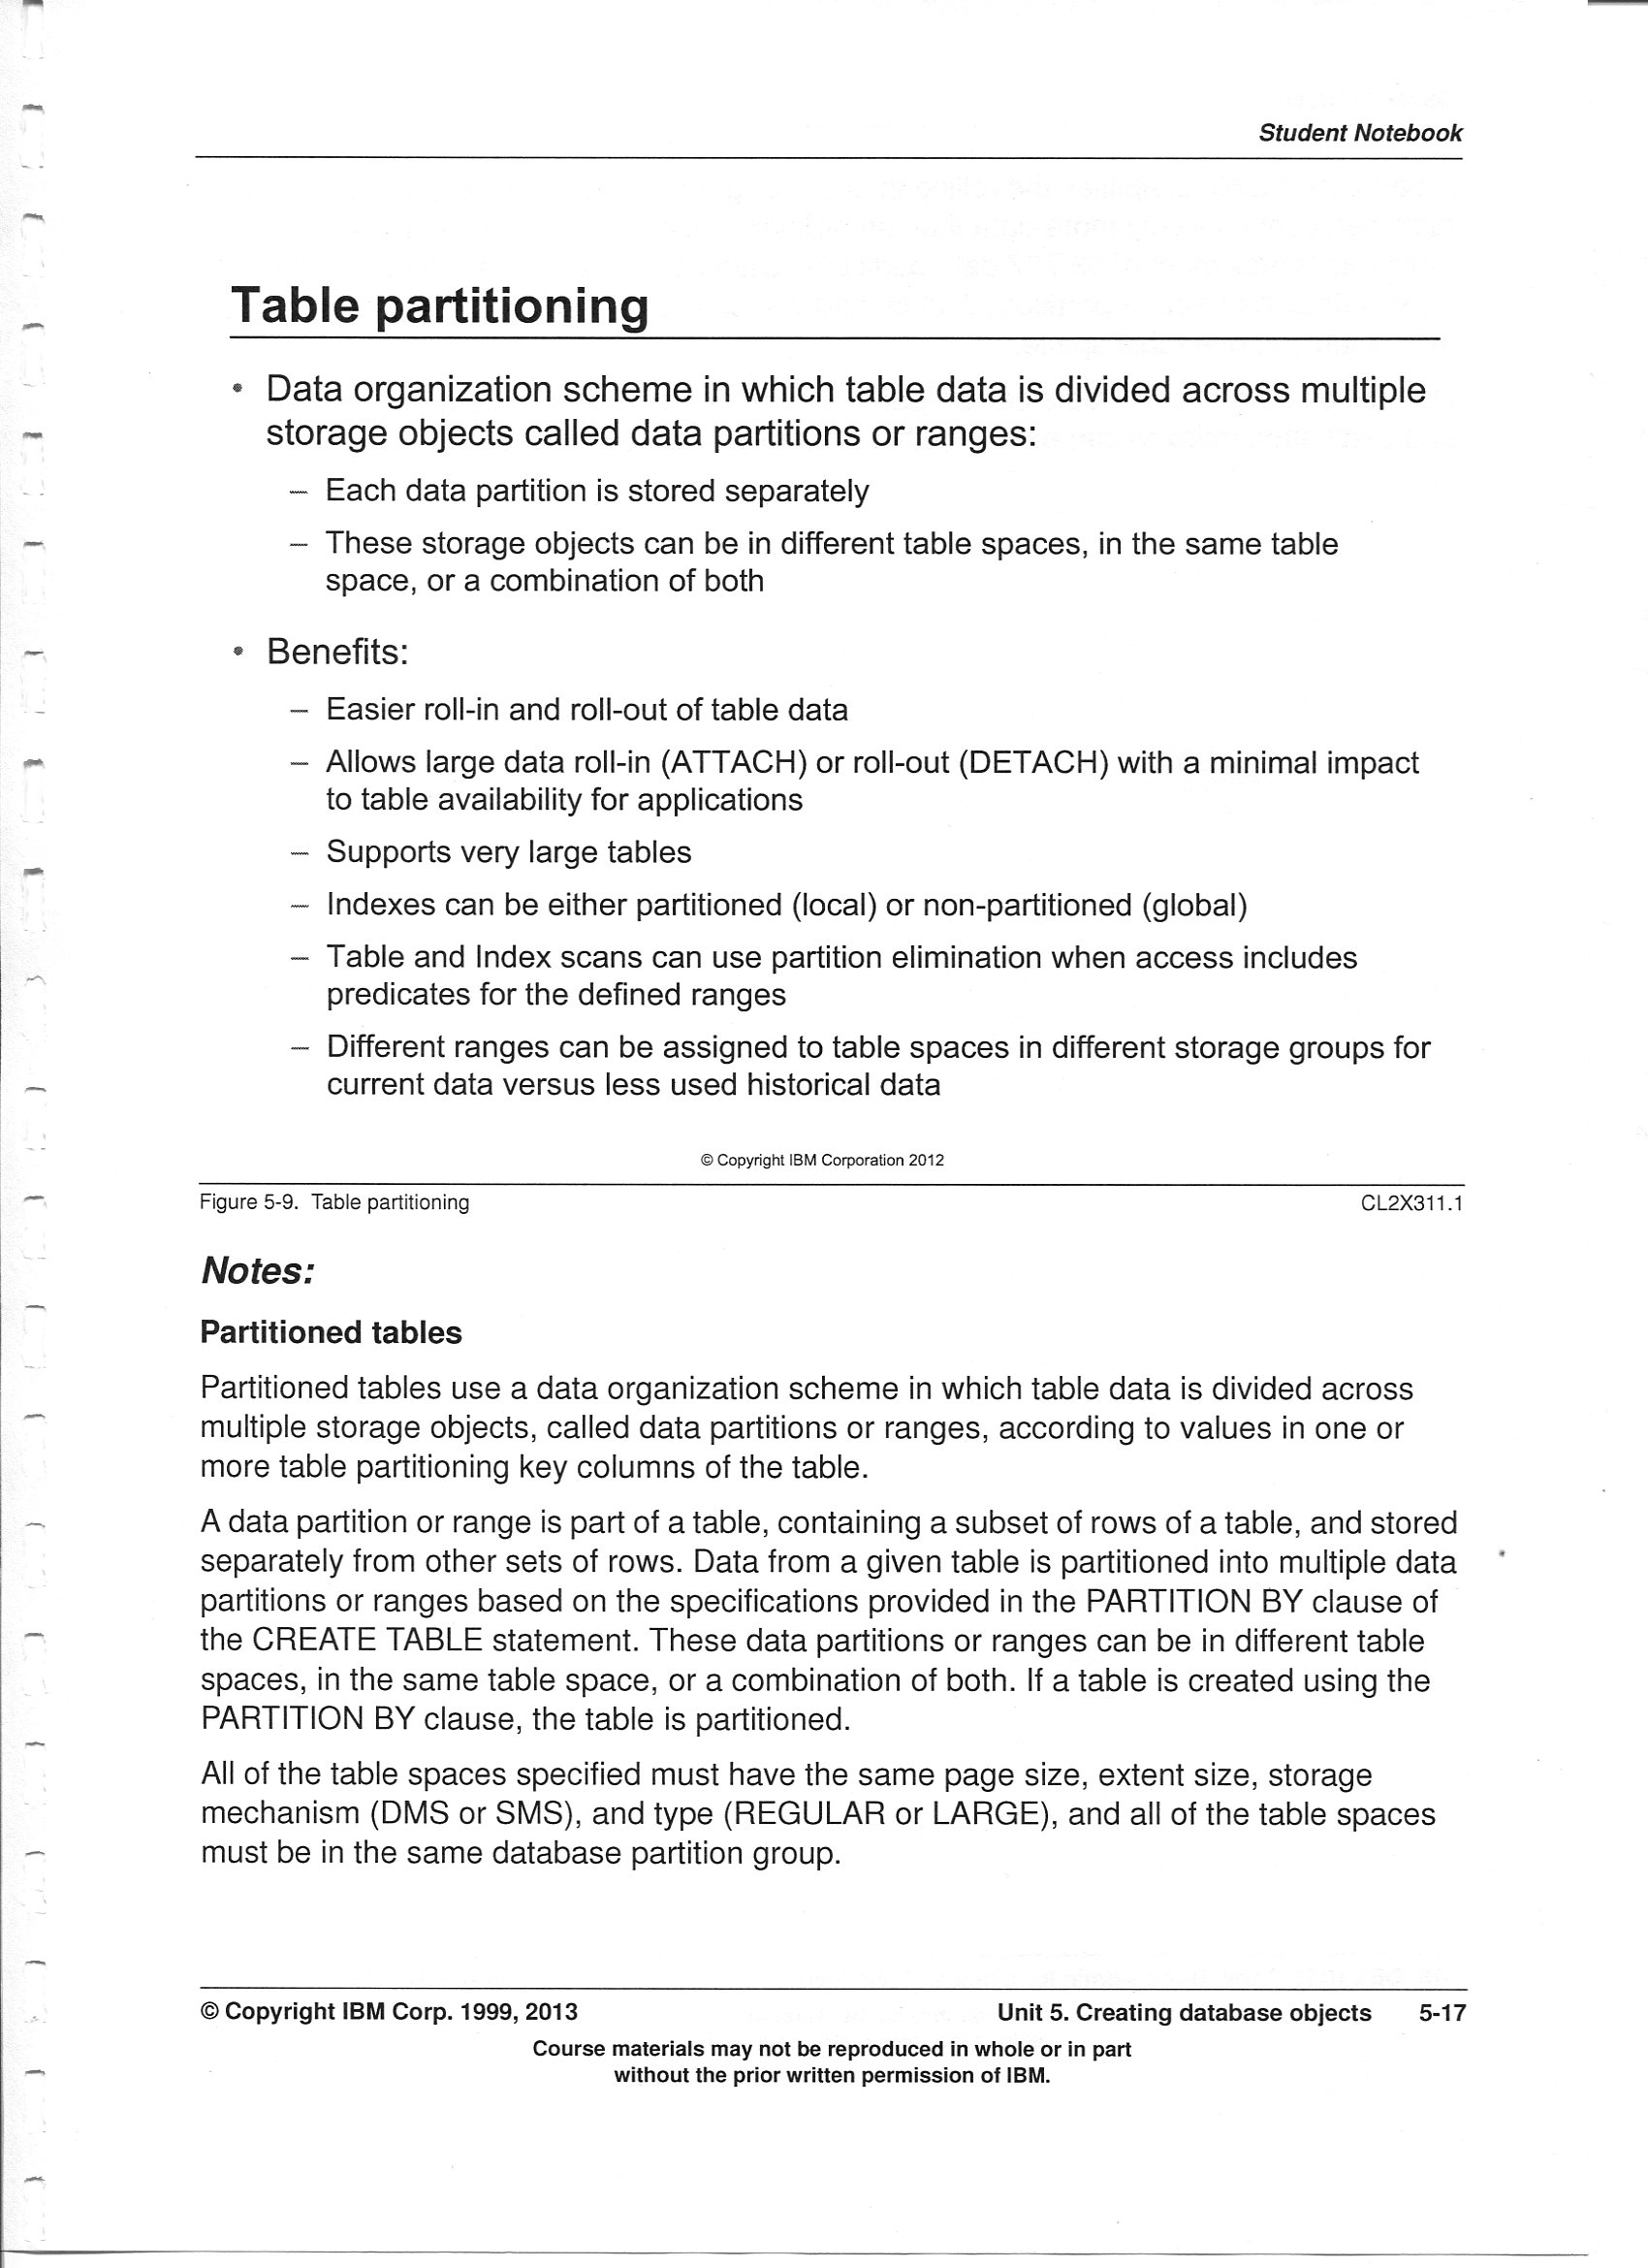 Student Notebook
Table partitioning
• Data organization scheme in which table data is divided across multiple
storage objects called data partitions or ranges:
– Each data partition is stored separately
– These storage objects can be in different table spaces, in the same table
space, or a combination of both
• Benefits:
– Easier roll-in and roll-out of table data
– Allows large data roll-in (ATTACH) or roll-out (DETACH) with a minimal impact
to table availability for applications
– Supports very large tables
– Indexes can be either partitioned (local) or non-partitioned (global)
– Table and Index scans can use partition elimination when access includes
predicates for the defined ranges
– Different ranges can be assigned to table spaces in different storage groups for
current data versus less used historical data
© Copyright IBM Corporation 2012
Figure 5-9. Table partitioning CL2X311.1
Notes:
Partitioned tables
Partitioned tables use a data organization scheme in which table data is divided across
multiple storage objects, called data partitions or ranges, according to values in one or
more table partitioning key columns of the table.
A data partition or range is part of a table, containing a subset of rows of a table, and stored
separately from other sets of rows. Data from a given table is partitioned into multiple data
partitions or ranges based on the specifications provided in the PARTITION BY clause of
the CREATE TABLE statement. These data partitions or ranges can be in different table
spaces, in the same table space, or a combination of both. If a table is created using the
PARTITION BY clause, the table is partitioned.
All of the table spaces specified must have the same page size, extent size, storage
mechanism (DMS or SMS), and type (REGULAR or LARGE), and all of the table spaces
must be in the same database partition group.
© Copyright IBM Corp. 1999, 2013 Unit 5. Creating database objects 5-17
Course materials may not be reproduced in whole or in part
without the prior written permission of IBM.